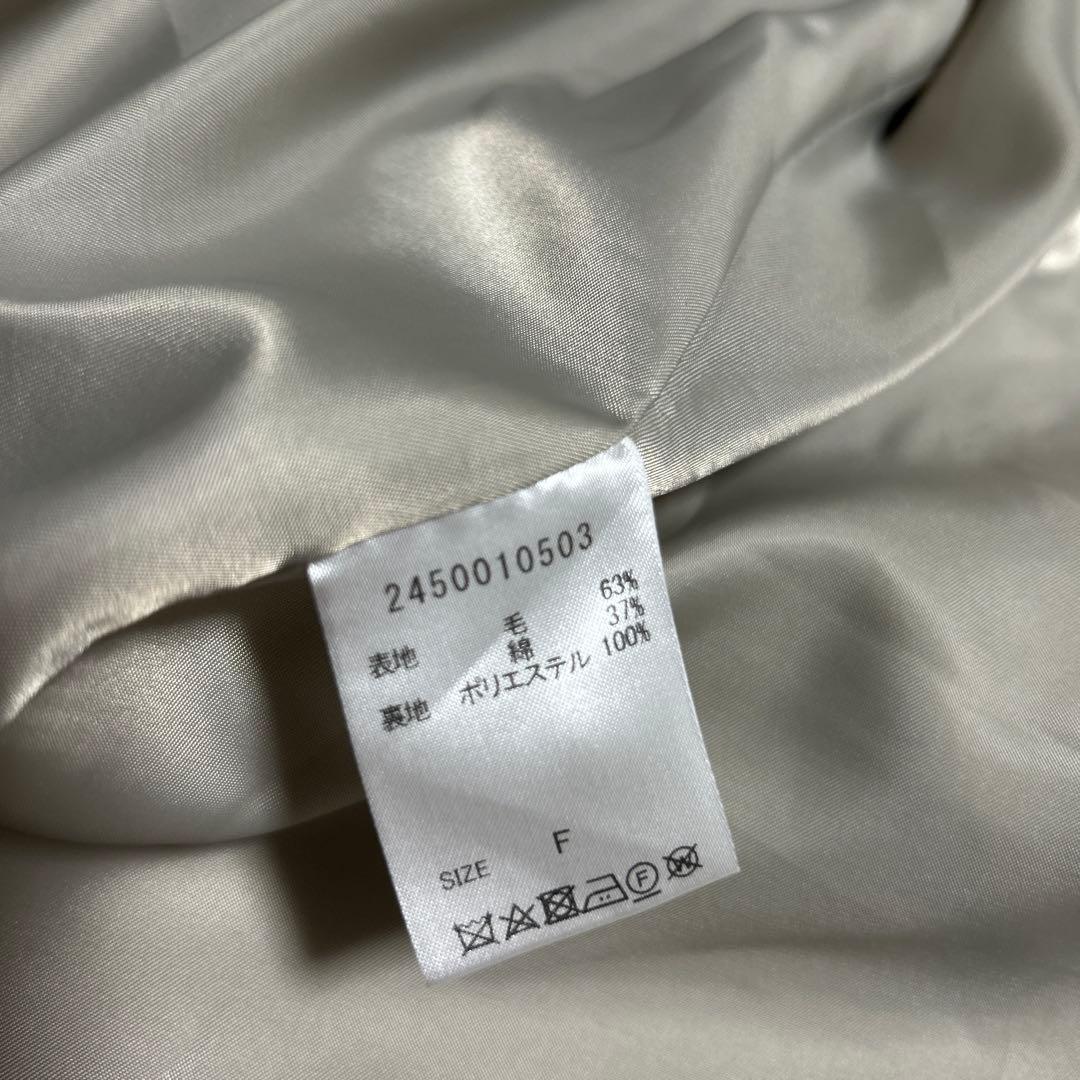 2450010503
表地 毛 63%
綿 37%
裏地 ポリエステル 100%
SIZE F
F W